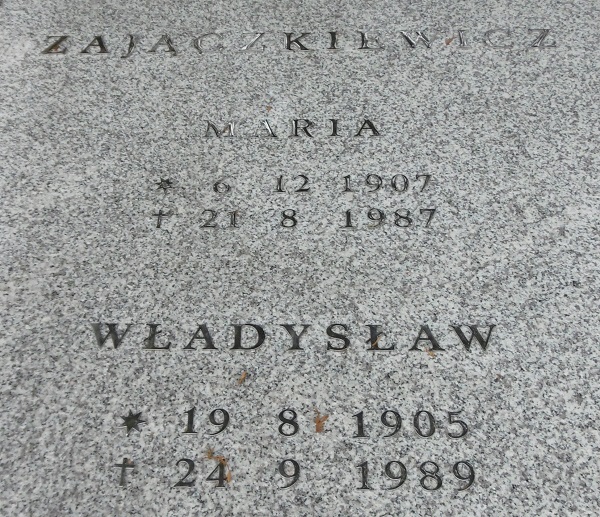 ZAJĄCZKIEWICZ
MARIA
* 6 12 1907
† 21 8 1987
WŁADYSŁAW
* 19 8 1905
† 24 9 1989